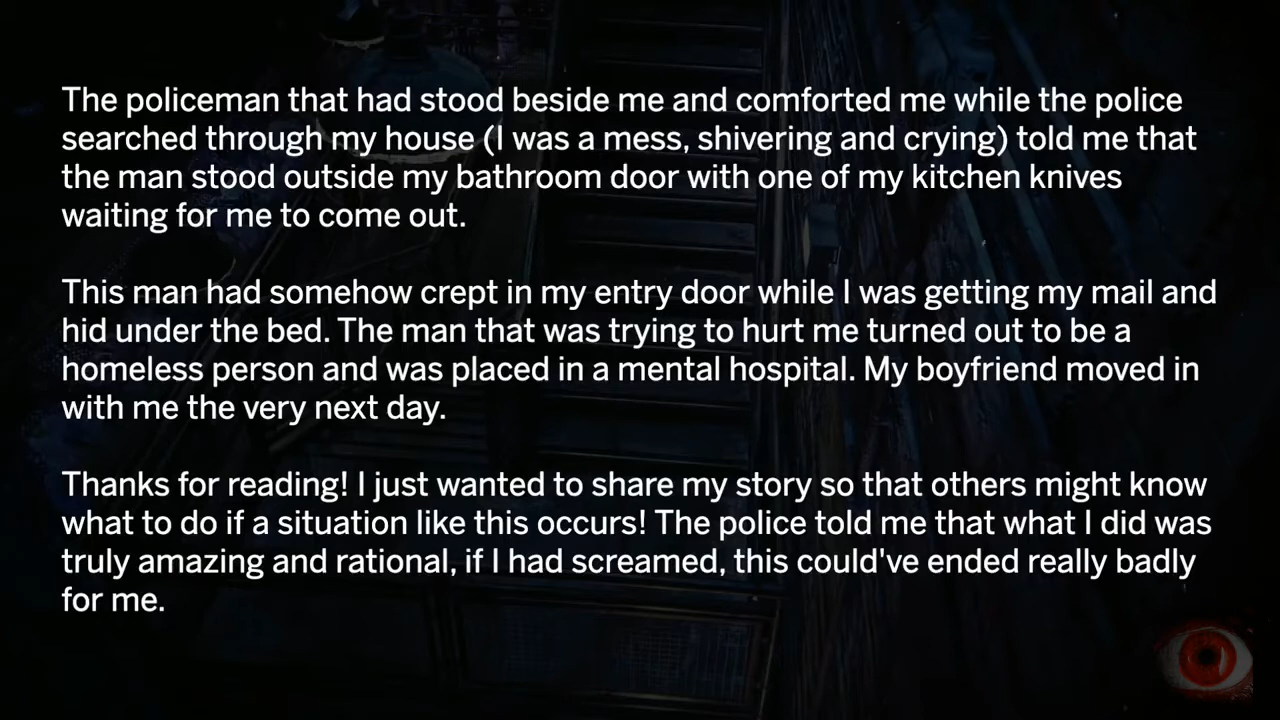 The policeman that had stood beside me and comforted me while the police
searched through my house (I was a mess, shivering and crying) told me that
the man stood outside my bathroom door with one of my kitchen knives
waiting for me to come out.
This man had somehow crept in my entry door while I was getting my mail and
hid under the bed. The man that was trying to hurt me turned out to be a
homeless person and was placed in a mental hospital. My boyfriend moved in
with me the very next day.
Thanks for reading! I just wanted to share my story so that others might know
what to do if a situation like this occurs! The police told me that what I did was
truly amazing and rational, if I had screamed, this could've ended really badly
for me.